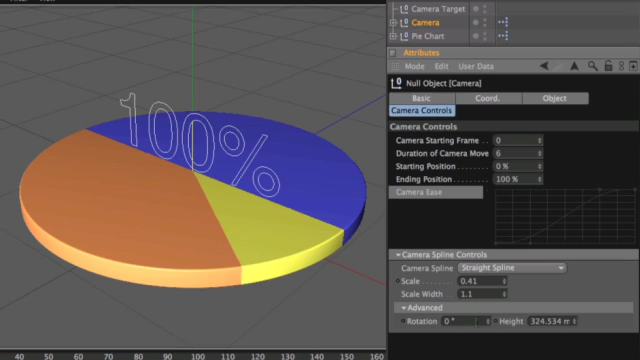 Camera Target
Camera
Pie Chart
Attributes
Mode Edit User Data
Null Object [Camera]
Basic Coord. Object
Camera Controls
Camera Controls
Camera Starting Frame . . 0
Duration of Camera Move 6
Starting Position . . . . . . . 0 %
Ending Position . . . . . . . . 100 %
Camera Ease
Camera Spline Controls
Camera Spline Straight Spline
Scale . . . . . . . 0.41
Scale Width . . 1.1
Advanced
Rotation 0 ° Height 324.534 m
100%
40 50 60 70 80 90 100 110 120 130 140 150 160